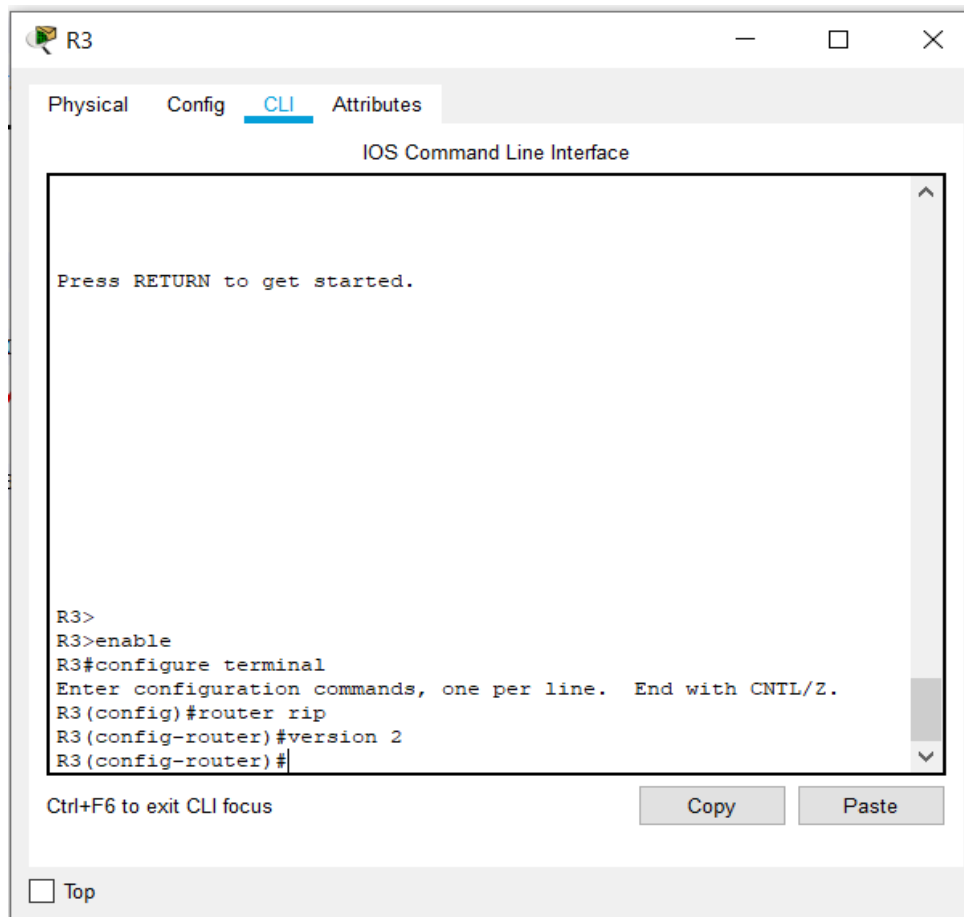 R3
Physical Config CLI Attributes
IOS Command Line Interface
Press RETURN to get started.
R3>
R3>enable
R3#configure terminal
Enter configuration commands, one per line.  End with CNTL/Z.
R3(config)#router rip
R3(config-router)#version 2
R3(config-router)#
Ctrl+F6 to exit CLI focus
Copy Paste
Top